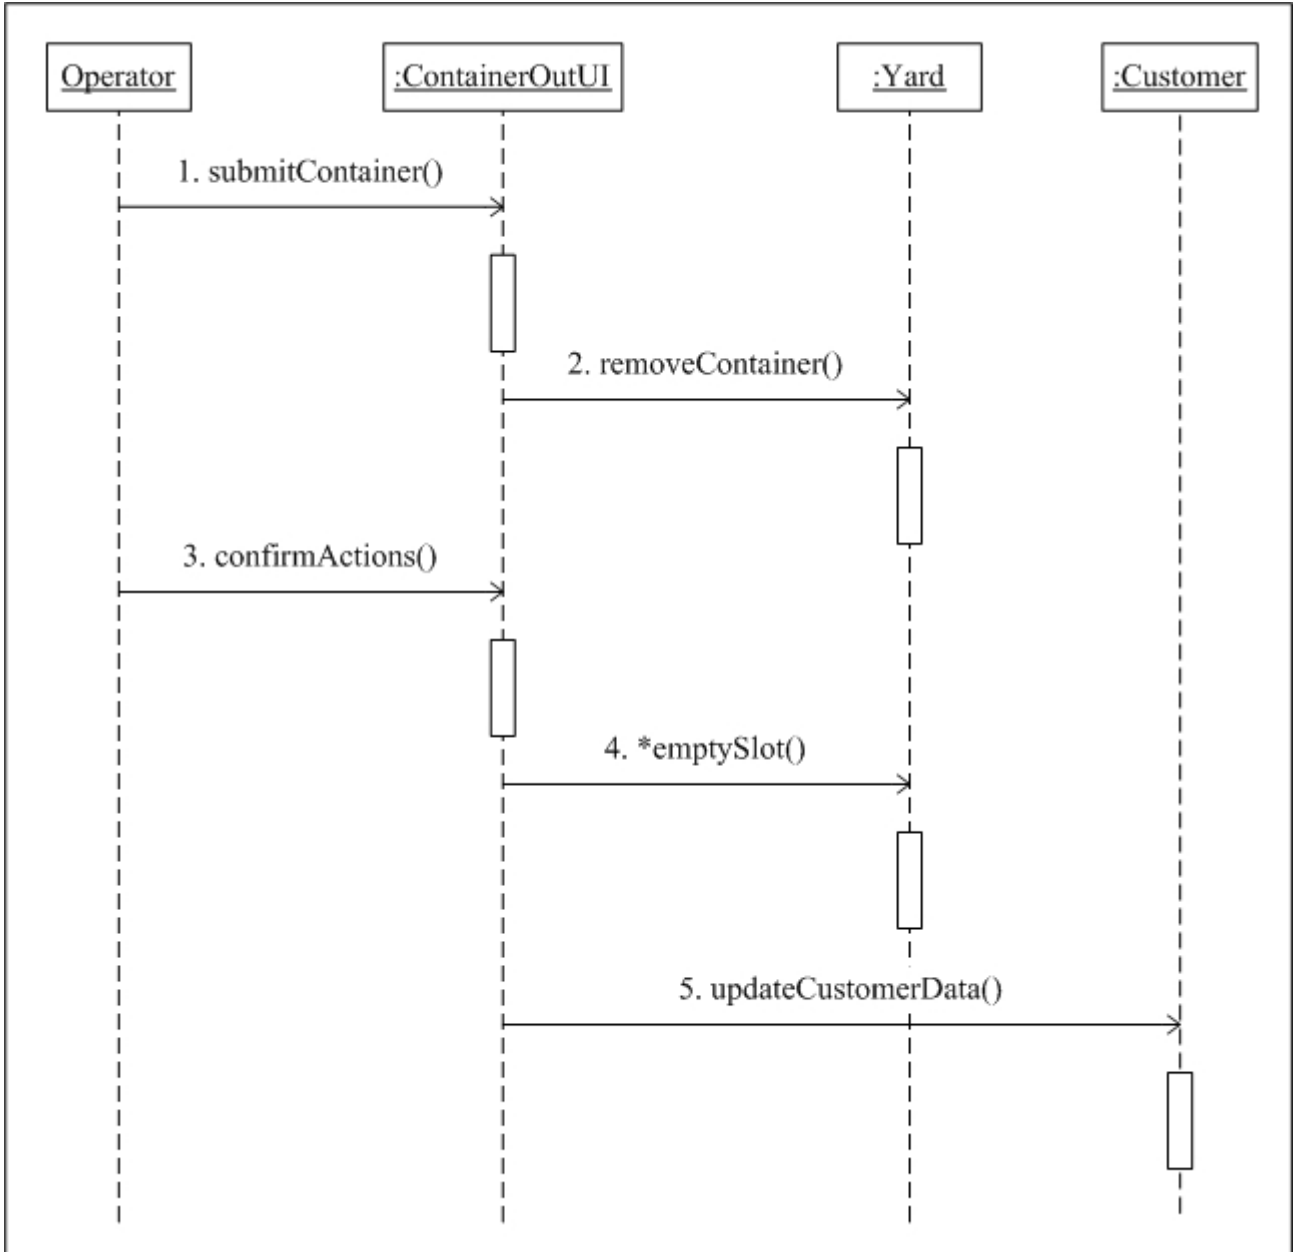 Operator
:ContainerOutUI
:Yard
:Customer
1. submitContainer()
2. removeContainer()
3. confirmActions()
4. *emptySlot()
5. updateCustomerData()